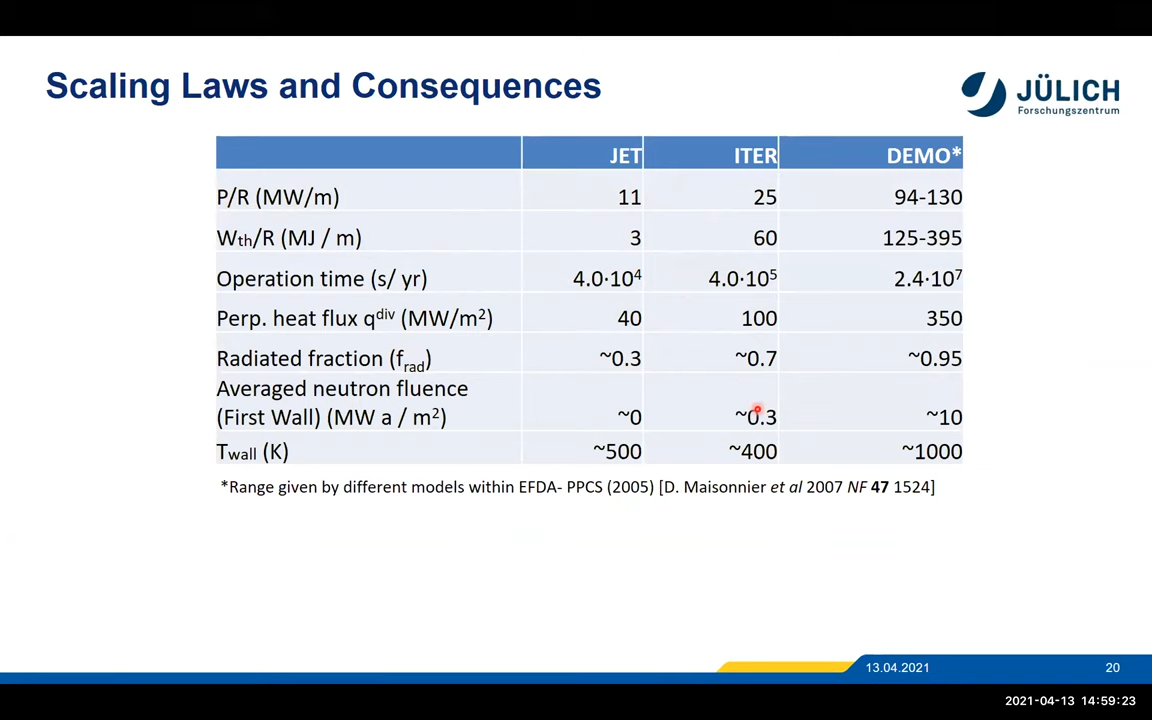 Scaling Laws and Consequences
JÜLICH
Forschungszentrum
JET ITER DEMO*
P/R (MW/m) 11 25 94-130
Wth/R (MJ / m) 3 60 125-395
Operation time (s/ yr) 4.0·10⁴ 4.0·10⁵ 2.4·10⁷
Perp. heat flux qdiv (MW/m²) 40 100 350
Radiated fraction (frad) ~0.3 ~0.7 ~0.95
Averaged neutron fluence
(First Wall) (MW a / m²) ~0 ~0.3 ~10
Twall (K) ~500 ~400 ~1000
*Range given by different models within EFDA- PPCS (2005) [D. Maisonnier et al 2007 NF 47 1524]
13.04.2021 20
2021-04-13 14:59:23